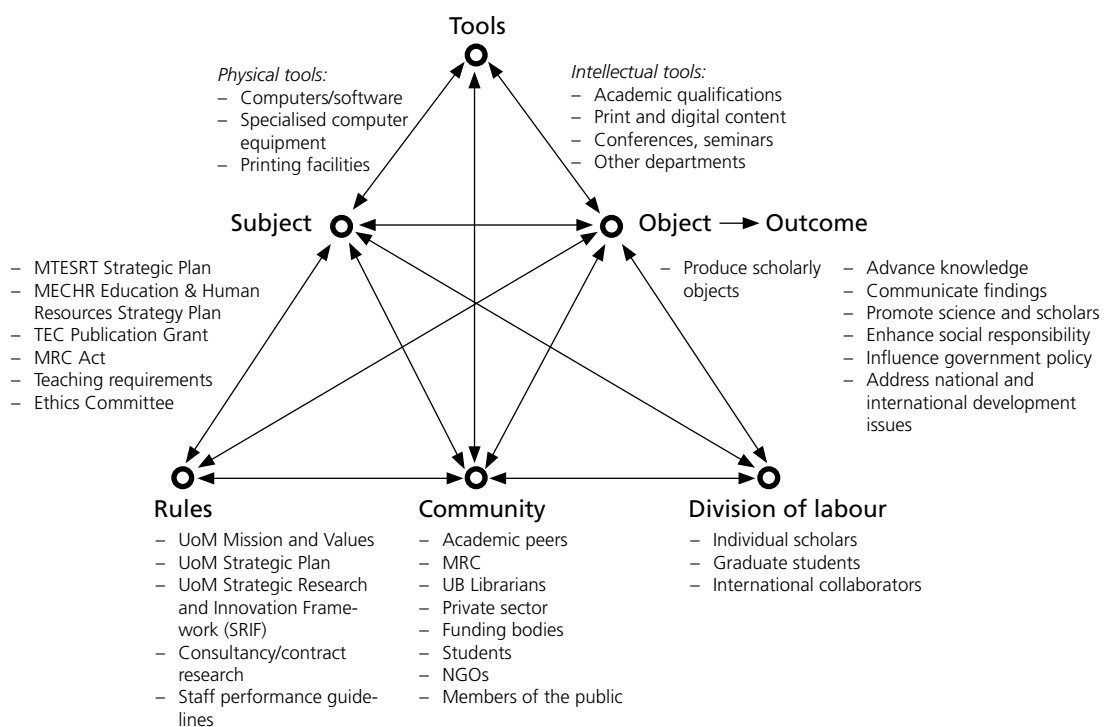 Tools
Physical tools:
– Computers/software
– Specialised computer
equipment
– Printing facilities
Intellectual tools:
– Academic qualifications
– Print and digital content
– Conferences, seminars
– Other departments
Subject
Object
Outcome
– MTESRT Strategic Plan
– MECHR Education & Human
Resources Strategy Plan
– TEC Publication Grant
– MRC Act
– Teaching requirements
– Ethics Committee
– Produce scholarly
objects
– Advance knowledge
– Communicate findings
– Promote science and scholars
– Enhance social responsibility
– Influence government policy
– Address national and
international development
issues
Rules
– UoM Mission and Values
– UoM Strategic Plan
– UoM Strategic Research
and Innovation Frame-
work (SRIF)
– Consultancy/contract
research
– Staff performance guide-
lines
Community
– Academic peers
– MRC
– UB Librarians
– Private sector
– Funding bodies
– Students
– NGOs
– Members of the public
Division of labour
– Individual scholars
– Graduate students
– International collaborators